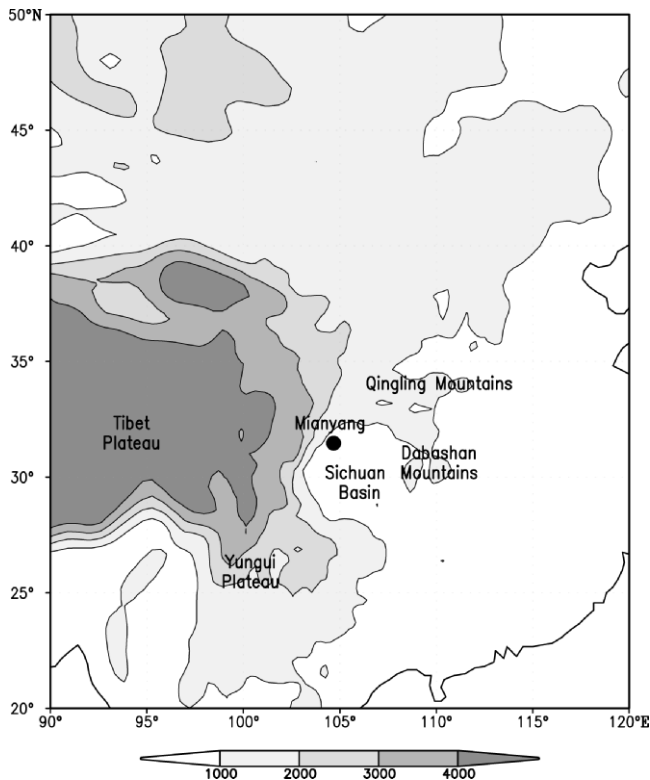 50°N
45°
40°
35°
30°
25°
20°
Qingling Mountains
Tibet
Plateau
Mianyang
Dabashan
Mountains
Sichuan
Basin
Yungui
Plateau
90° 95° 100° 105° 110° 115° 120°E
1000 2000 3000 4000